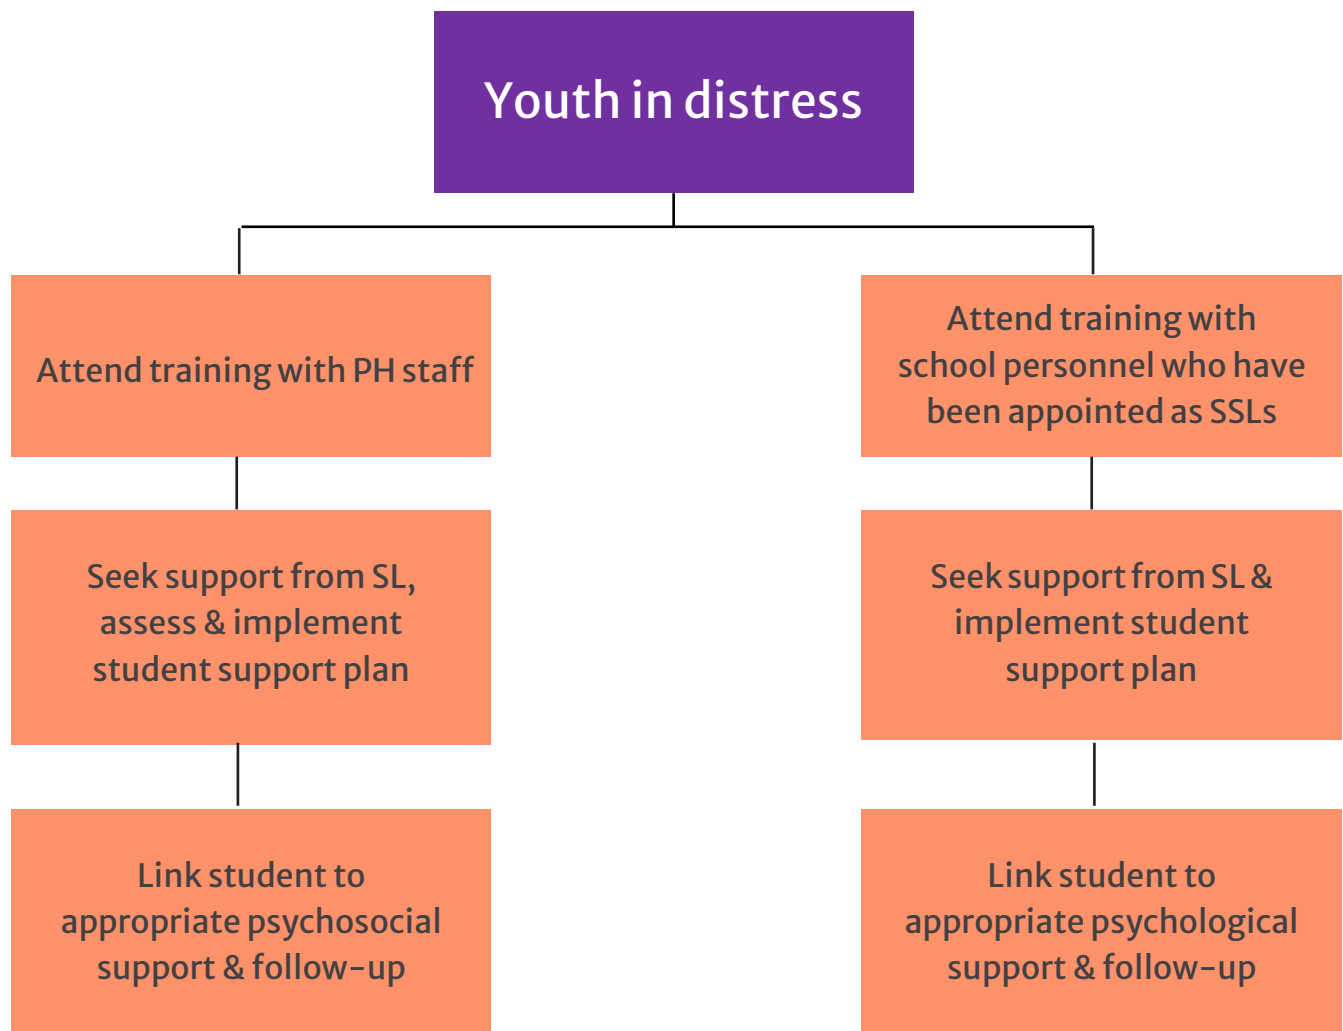 Youth in distress
Attend training with PH staff
Attend training with
school personnel who have
been appointed as SSLs
Seek support from SL,
assess & implement
student support plan
Seek support from SL &
implement student
support plan
Link student to
appropriate psychosocial
support & follow-up
Link student to
appropriate psychological
support & follow-up